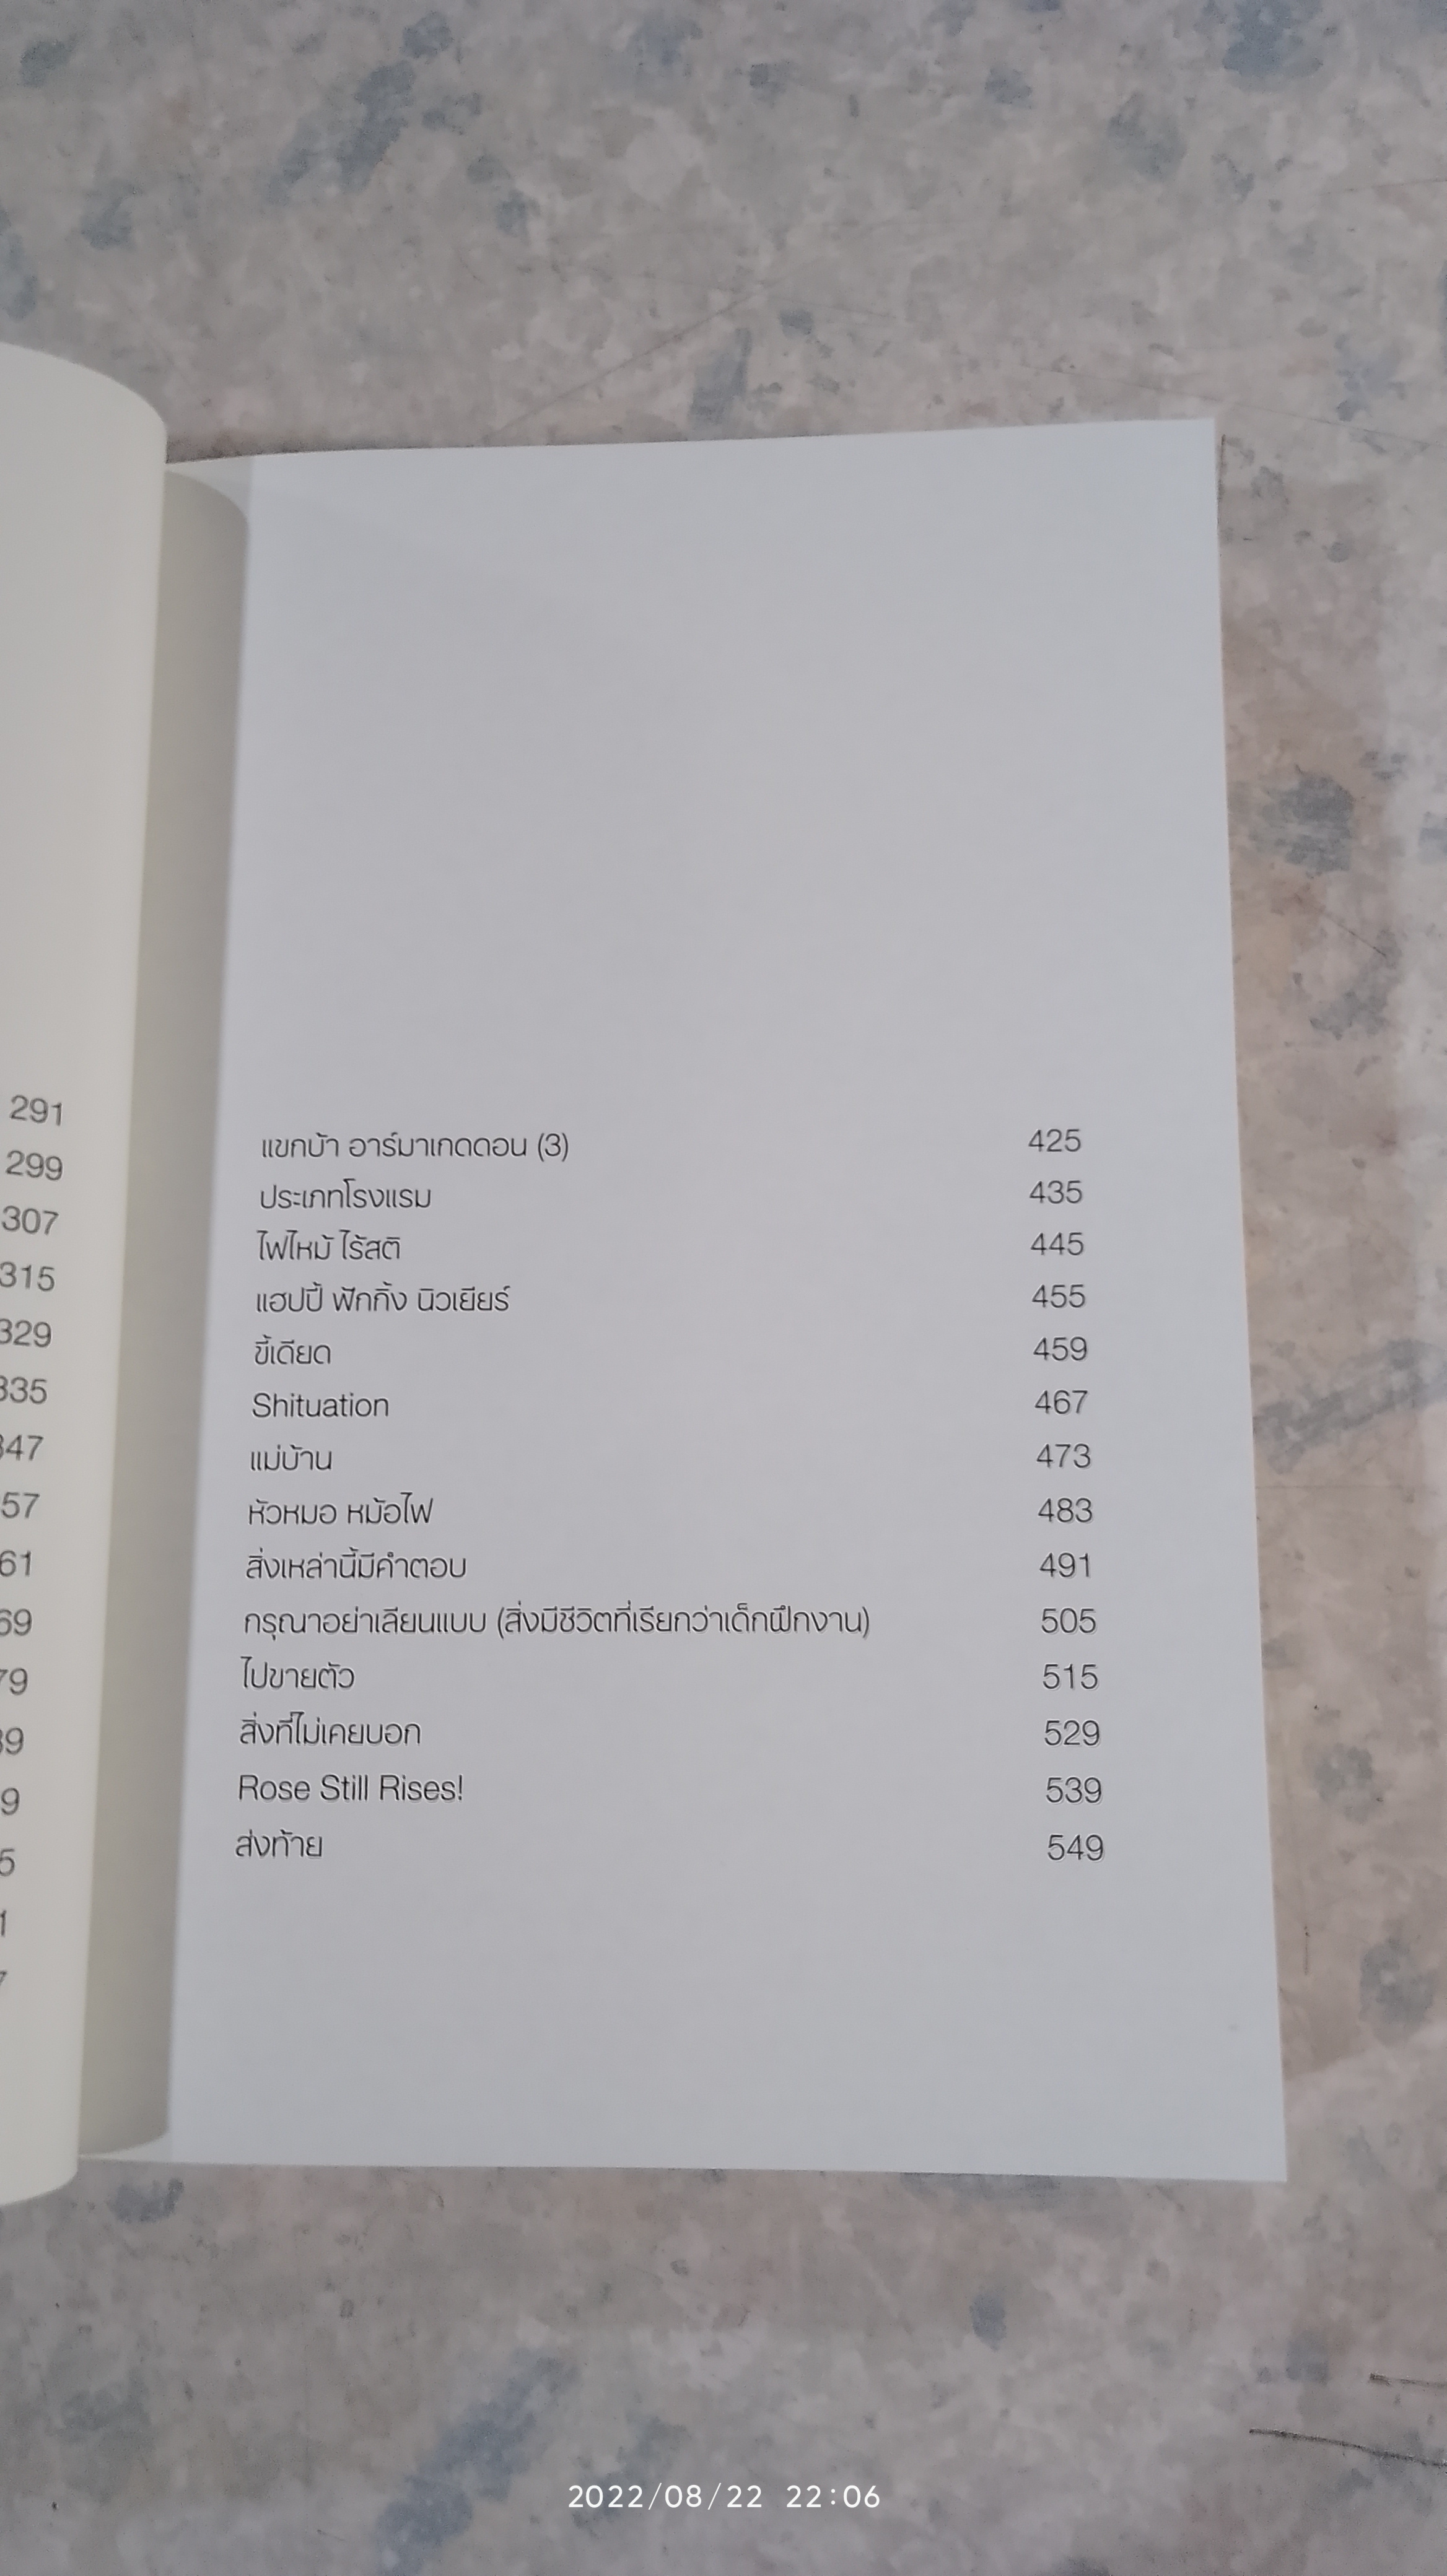 291
299
307
315
329
335
347
57
61
69
79
89
9
5
1
7
แขกบ้า อาร์มาเกดดอน (3) 425
ประเภทโรงแรม 435
ไฟไหม้ ไร้สติ 445
แฮปปี้ ฟักกิ้ง นิวเยียร์ 455
ขี้เดียด 459
Shituation 467
แม่บ้าน 473
หัวหมอ หม้อไฟ 483
สิ่งเหล่านี้มีคำตอบ 491
กรุณาอย่าเลียนแบบ (สิ่งมีชีวิตที่เรียกว่าเด็กฝึกงาน) 505
ไปขายตัว 515
สิ่งที่ไม่เคยบอก 529
Rose Still Rises! 539
ส่งท้าย 549
2022/08/22 22:06